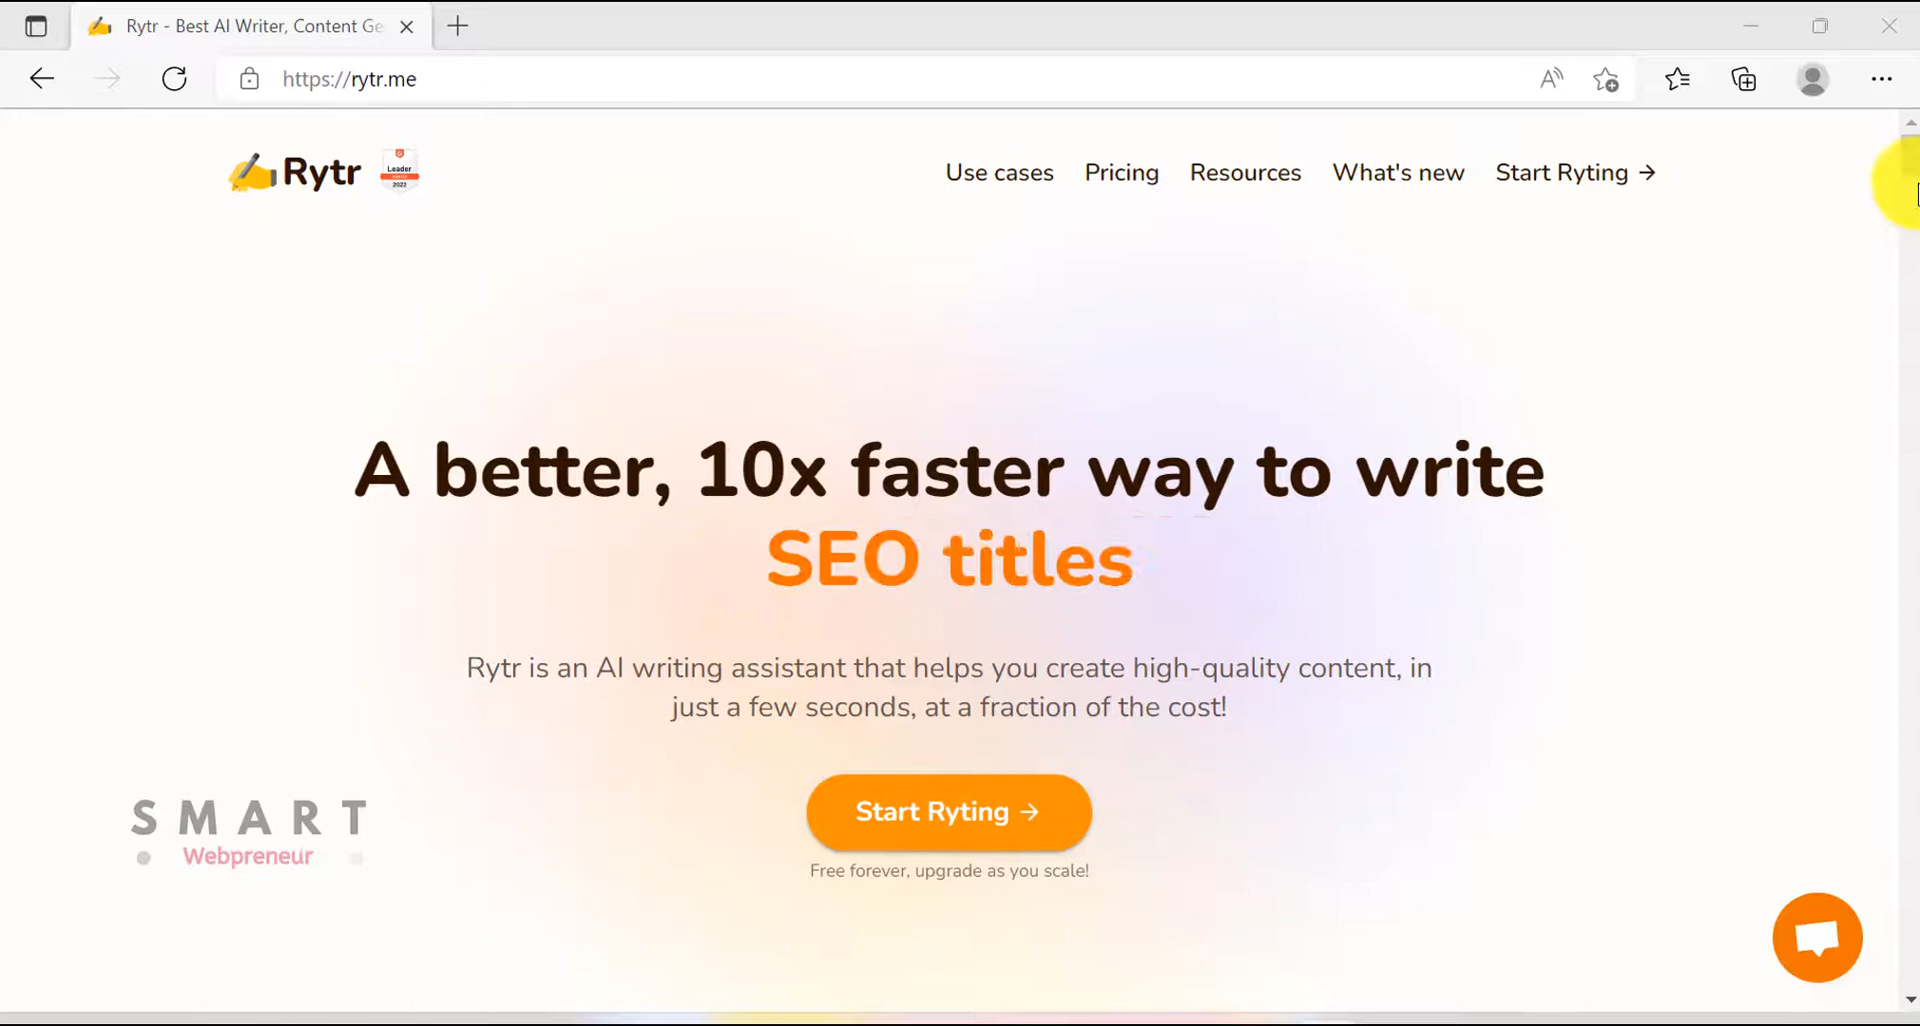 Rytr - Best AI Writer, Content Ge
https://rytr.me
Rytr
Leader
2022
Use cases
Pricing
Resources
What's new
Start Ryting →
A better, 10x faster way to write
SEO titles
Rytr is an AI writing assistant that helps you create high-quality content, in
just a few seconds, at a fraction of the cost!
Start Ryting →
Free forever, upgrade as you scale!
SMART
Webpreneur